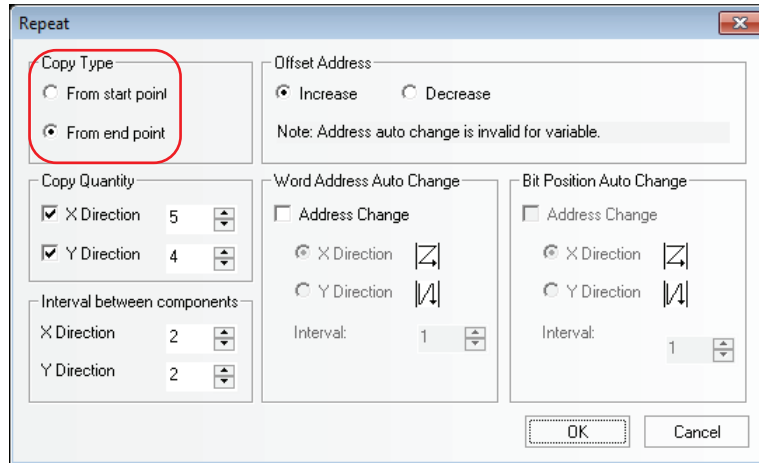 Repeat
Copy Type
From start point
From end point
Offset Address
Increase Decrease
Note: Address auto change is invalid for variable.
Copy Quantity
X Direction 5
Y Direction 4
Interval between components
X Direction 2
Y Direction 2
Word Address Auto Change
Address Change
X Direction
Y Direction
Interval: 1
Bit Position Auto Change
Address Change
X Direction
Y Direction
Interval: 1
OK Cancel